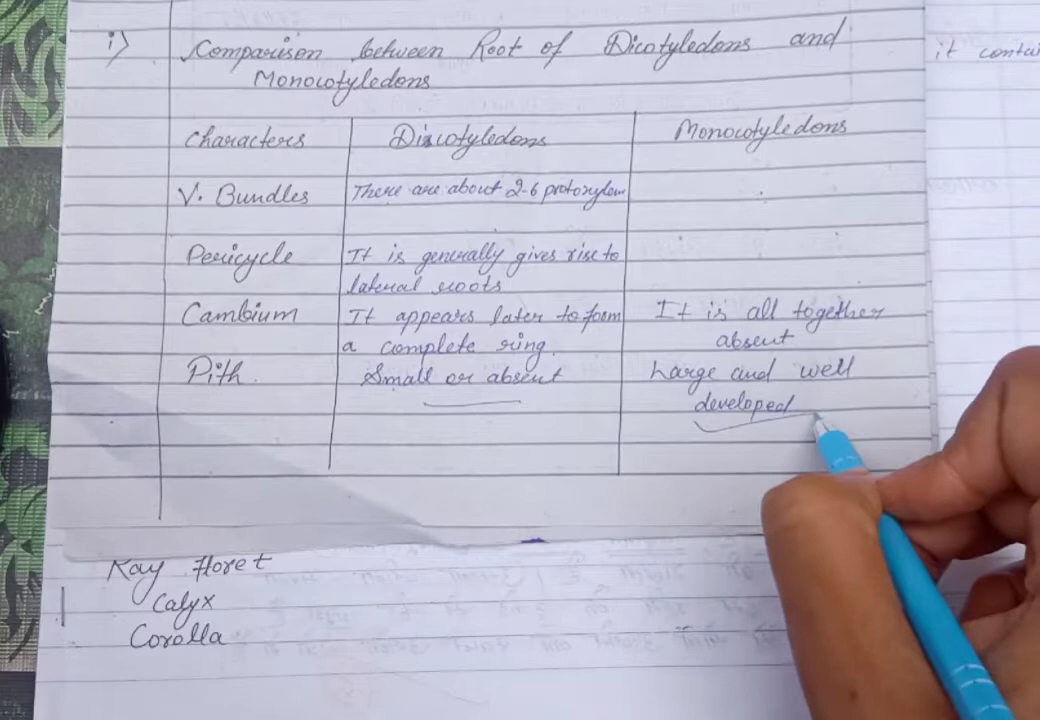 i) Comparison between Root of Dicotyledons and
Monocotyledons
Characters Dicotyledons Monocotyledons
V. Bundles There are about 2-6 protoxylem
Pericycle It is generally gives rise to
lateral roots
Cambium It appears later to form It is all together
a complete ring. absent
Pith. Small or absent Large and well
developed
Ray Floret
Calyx
Corolla
it contai